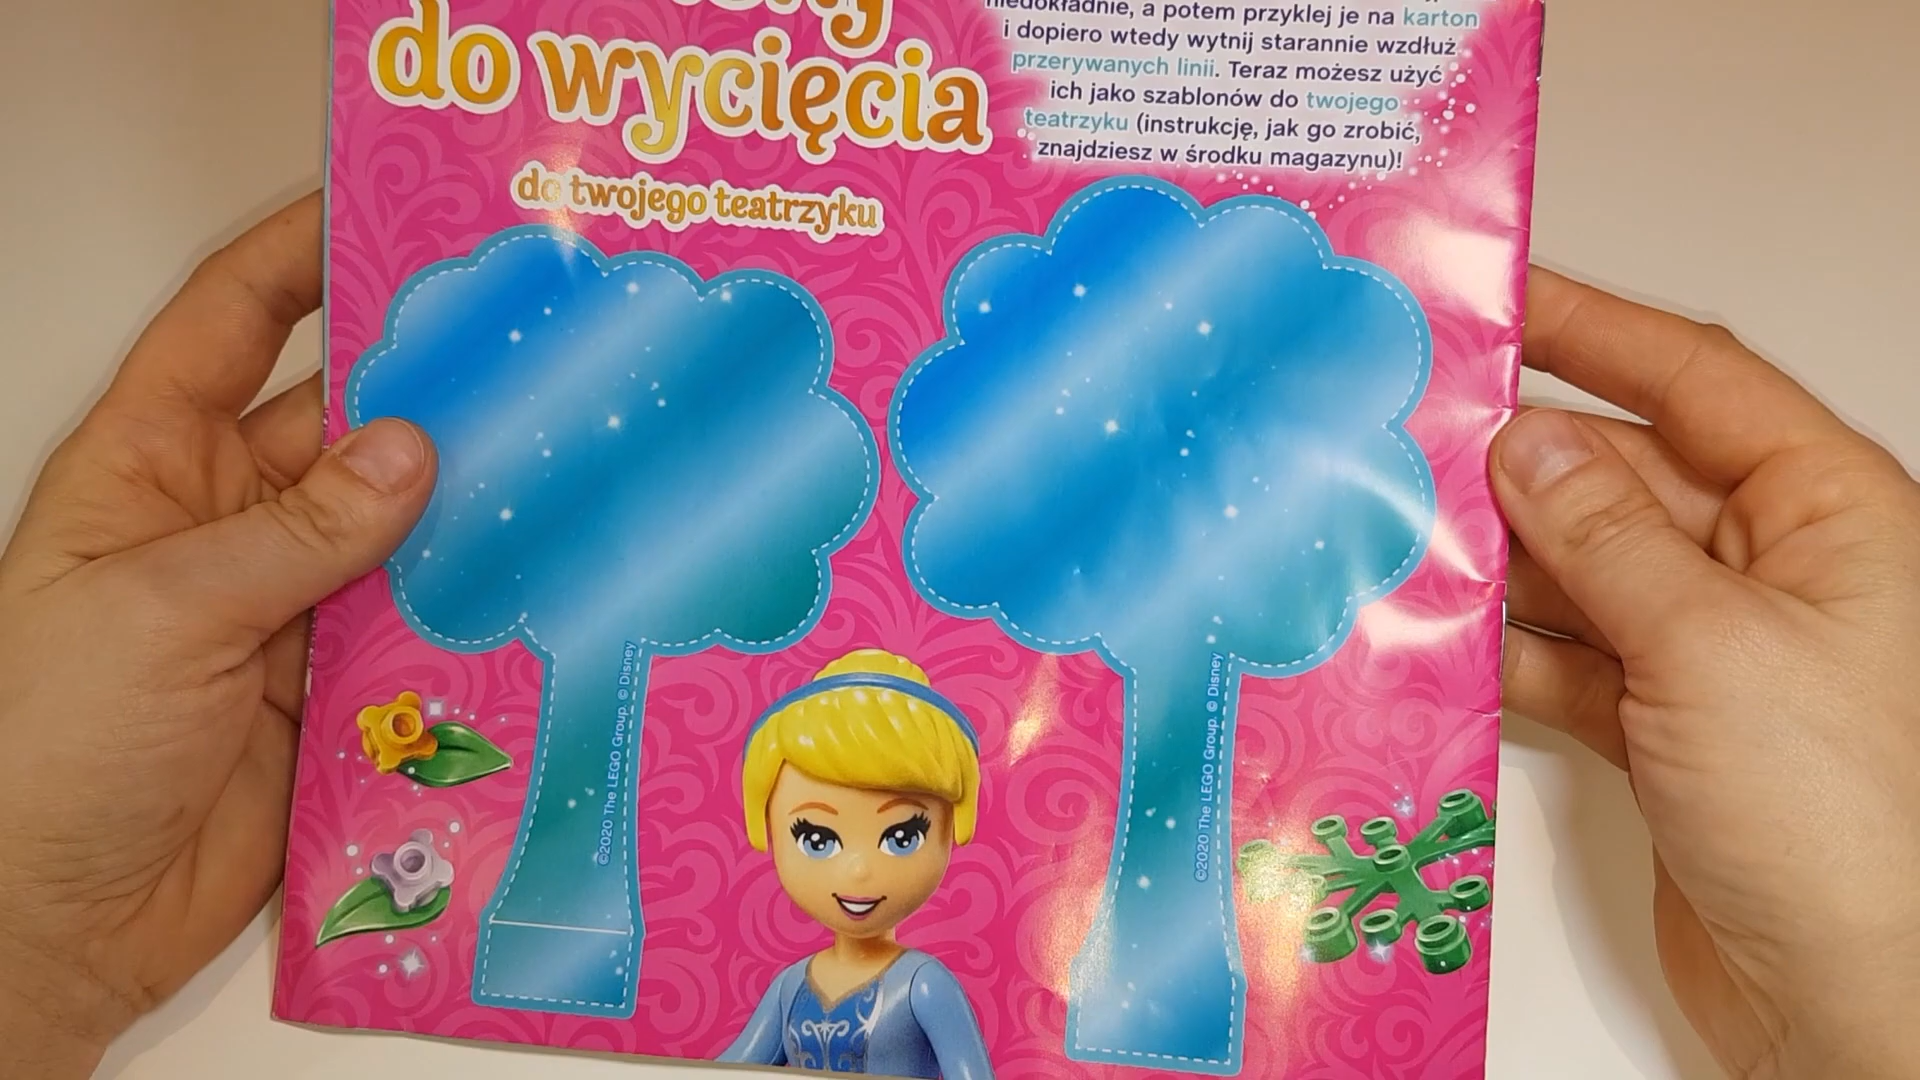 do wycięcia
do twojego teatrzyku
niedokładnie, a potem przyklej je na karton
i dopiero wtedy wytnij starannie wzdłuż
przerywanych linii. Teraz możesz użyć
ich jako szablonów do twojego
teatrzyku (instrukcję, jak go zrobić,
znajdziesz w środku magazynu)!
©2020 The LEGO Group. © Disney
©2020 The LEGO Group. © Disney